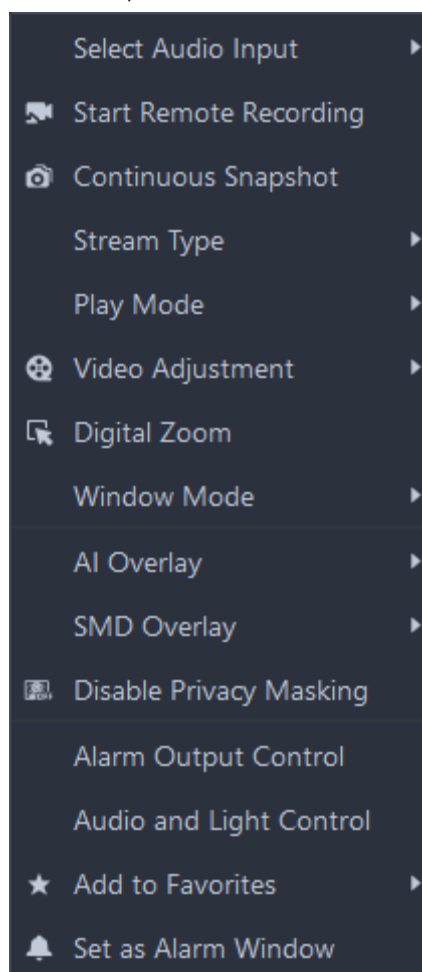 Select Audio Input
Start Remote Recording
Continuous Snapshot
Stream Type
Play Mode
Video Adjustment
Digital Zoom
Window Mode
AI Overlay
SMD Overlay
Disable Privacy Masking
Alarm Output Control
Audio and Light Control
Add to Favorites
Set as Alarm Window